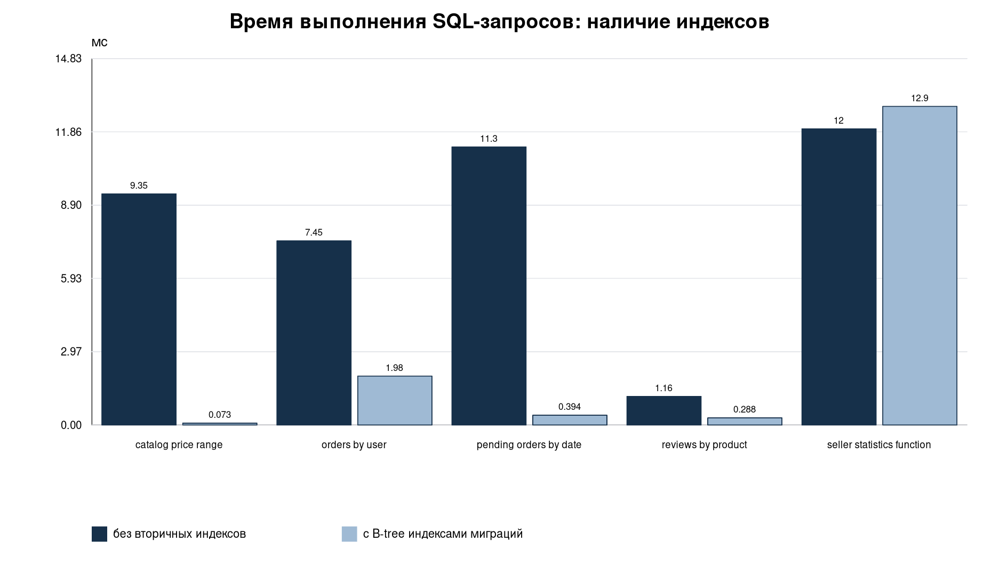 Время выполнения SQL-запросов: наличие индексов
мс
14.83
11.86
8.90
5.93
2.97
0.00
9.35
0.073
7.45
1.98
11.3
0.394
1.16
0.288
12
12.9
catalog price range
orders by user
pending orders by date
reviews by product
seller statistics function
без вторичных индексов
с B-tree индексами миграций